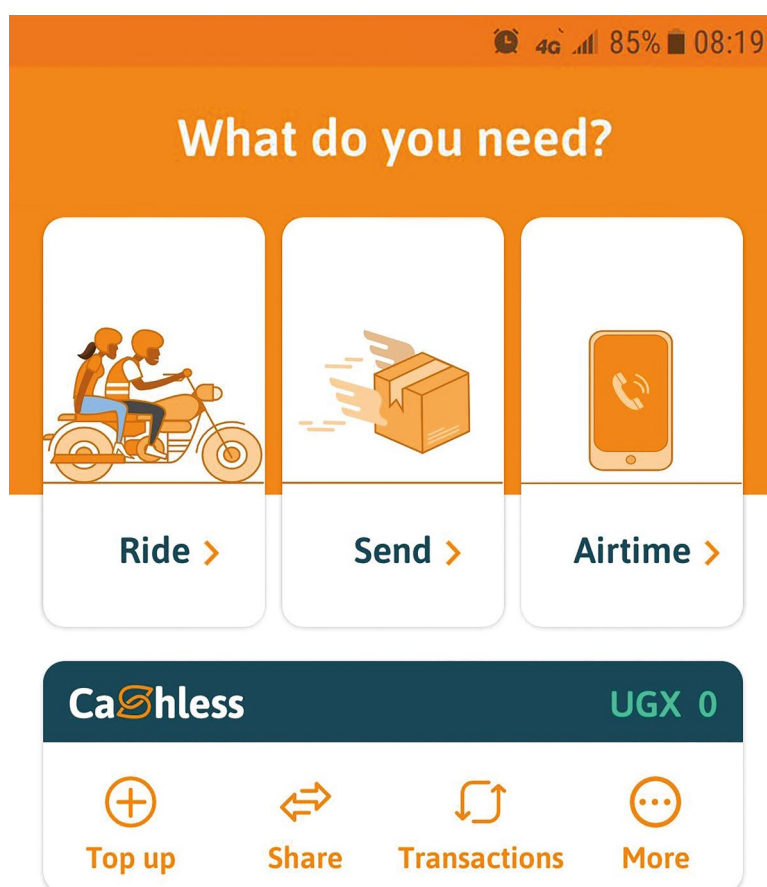 4G 85% 08:19
What do you need?
Ride Send Airtime
Cashless UGX 0
Top up Share Transactions More